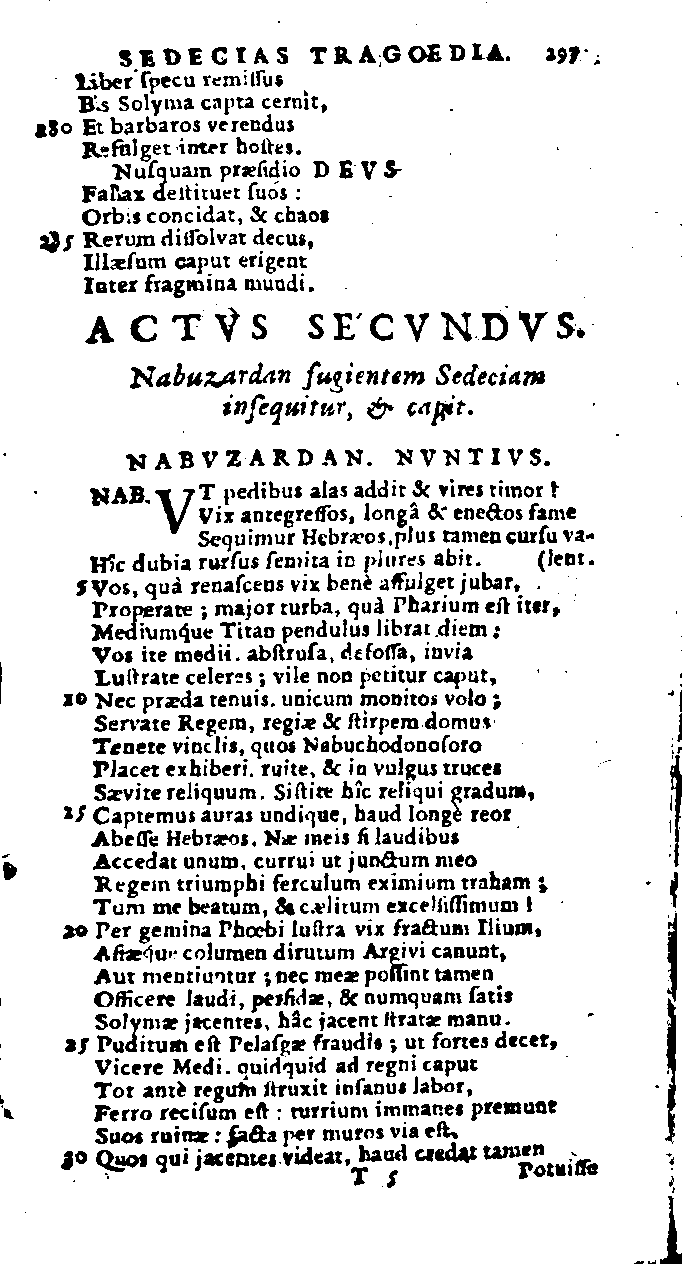 SEDECIAS TRAGOEDIA. 297
Liber ſpecu remiſſus
Bis Solyma capta cernit,
230 Et barbaros verendus
Refulget inter hoſtes.
Nuſquam præſidio DEVS
Fallax deſtituet ſuos :
Orbis concidat, & chaos
235 Rerum diſſolvat decus,
Illæſum caput erigent
Inter fragmina mundi.
ACTVS SECVNDVS.
Nabuzardan fugientem Sedeciam
inſequitur, & capit.
NABVZARDAN. NVNTIVS.
NAB. VT pedibus alas addit & vires timor !
Vix antegreſſos, longâ & enectos fame
Sequimur Hebræos, plus tamen curſu va-
Hîc dubia rurſus ſemita in plures abit. (lent.
5 Vos, quà renaſcens vix benè affulget jubar,
Properate ; major turba, quà Pharium eſt iter,
Mediumq́ue Titan pendulus librat diem ;
Vos ite medii. abſtruſa, defoſſa, invia
Luſtrate celeres ; vile non petitur caput,
10 Nec præda tenuis. unicum monitos volo ;
Servate Regem, regiæ & ſtirpem domus
Tenete vinclis, quos Nabuchodonoſoro
Placet exhiberi. ruite, & in vulgus truces
Sævite reliquum. Siſtite hîc reliqui gradum,
15 Captemus auras undique, haud longè reor
Abeſſe Hebræos. Næ meis ſi laudibus
Accedat unum, currui ut junctum meo
Regem triumphi ferculum eximium traham ;
Tum me beatum, & cælitum excelſiſſimum !
20 Per gemina Phœbi luſtra vix fractum Ilium,
Aſiæq́ue columen dirutum Argivi canunt,
Aut mentiuntur ; nec meæ poſſint tamen
Officere laudi, perfidæ, & numquam ſatis
Solymæ jacentes, hâc jacent ſtratæ manu.
25 Puditum eſt Pelaſgæ fraudis ; ut fortes decet,
Vicere Medi. quidquid ad regni caput
Tot antè regum ſtruxit inſanus labor,
Ferro reciſum eſt : turrium immanes premunt
Suos ruinæ : facta per muros via eſt.
30 Quos qui jacentes videat, haud credat tamen
T 5 Potuiſſe